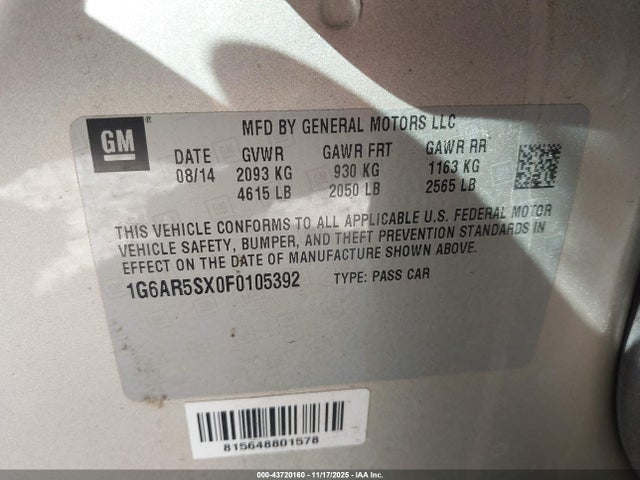 GM ®
MFD BY GENERAL MOTORS LLC
DATE GVWR GAWR FRT GAWR RR
08/14 2093 KG 930 KG 1163 KG
4615 LB 2050 LB 2565 LB
THIS VEHICLE CONFORMS TO ALL APPLICABLE U.S. FEDERAL MOTOR
VEHICLE SAFETY, BUMPER, AND THEFT PREVENTION STANDARDS IN
EFFECT ON THE DATE OF MANUFACTURE SHOWN ABOVE.
1G6AR5SX0F0105392 TYPE: PASS CAR
815648801578
000-43720160 - 11/17/2025 - IAA Inc.